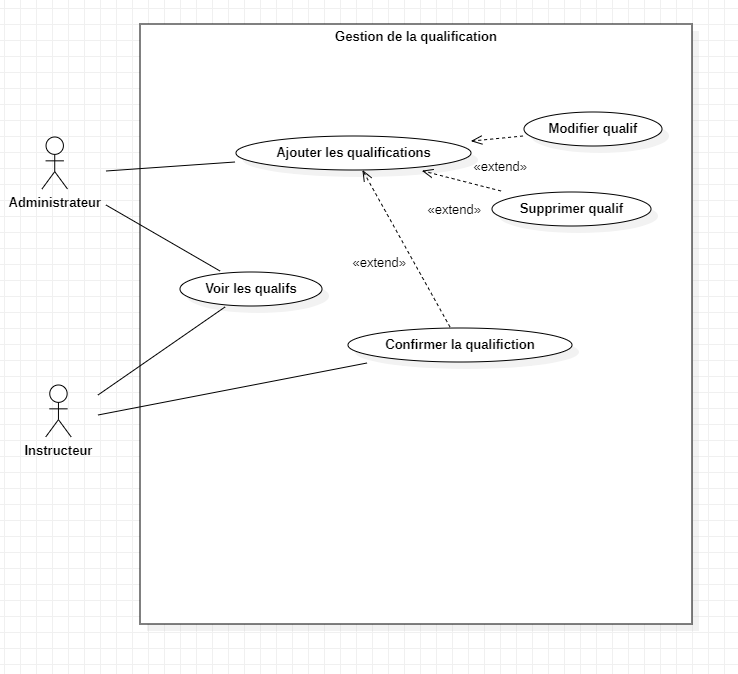 Gestion de la qualification
Modifier qualif
Ajouter les qualifications
«extend»
Administrateur
Supprimer qualif
«extend»
«extend»
Voir les qualifs
Confirmer la qualifiction
Instructeur